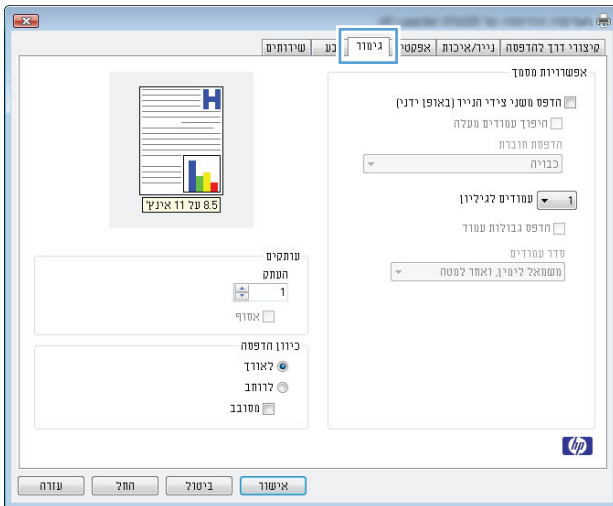 קיצורי דרך להדפסה
נייר/איכות
גימור
שירותים
אפשרויות מסמך
הדפס משני צידי הנייר (באופן ידני)
היפוך עמודים מעלה
הדפסת חוברת
כבויה
1 עמודים לגיליון
הדפס גבולות עמוד
סדר עמודים
משמאל לימין, ואחר למטה
H
8.5 על 11 אינץ'
עותקים
העתק
1
אסוף
כיוון הדפסה
לאורך
לרוחב
מסובב
hp
אישור
ביטול
החל
עזרה